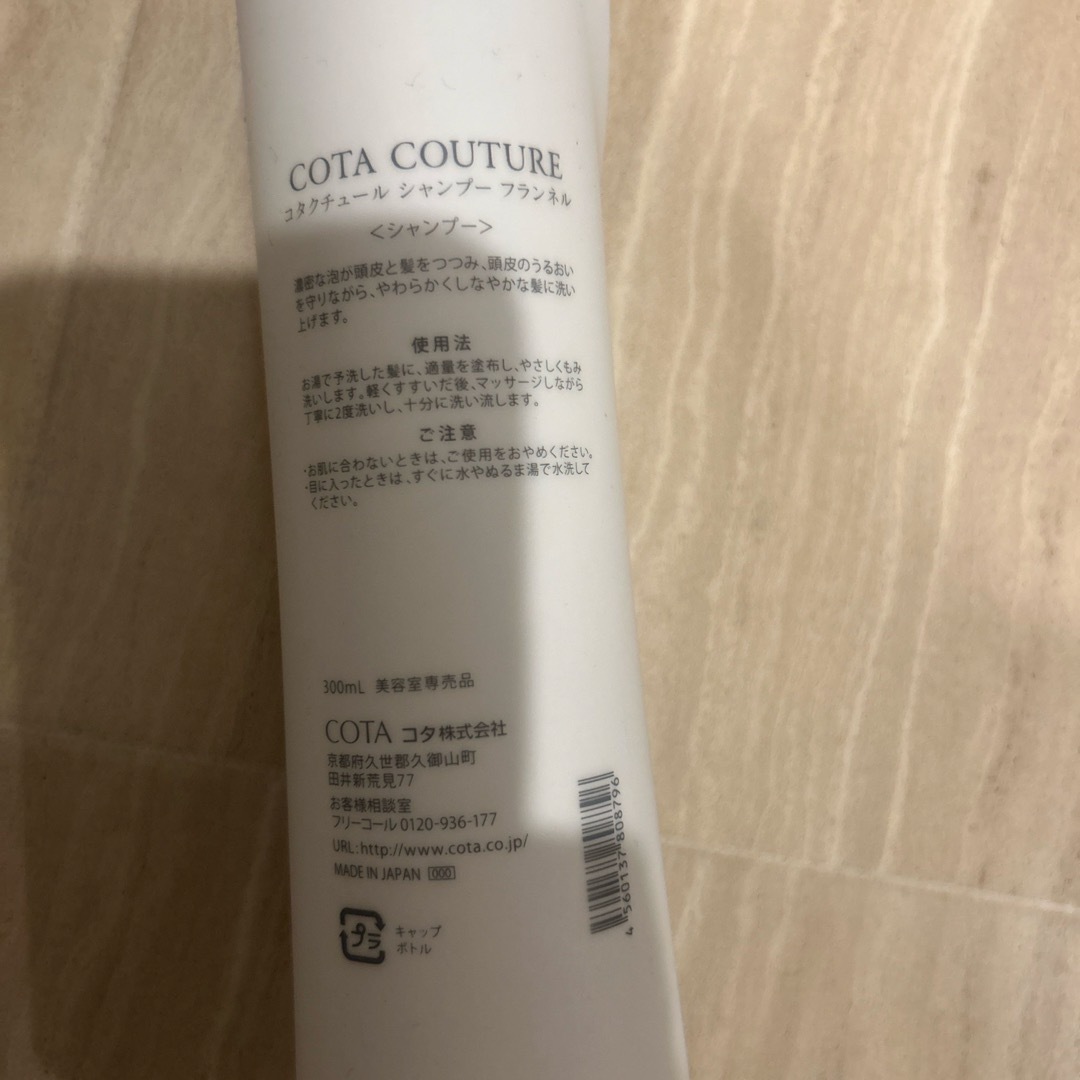 COTA COUTURE
コタクチュール シャンプー フランネル
<シャンプー>
濃密な泡が頭皮と髪をつつみ、頭皮のうるおい
を守りながら、やわらかくしなやかな髪に洗い
上げます。
使用法
お湯で予洗した髪に、適量を塗布し、やさしくもみ
洗いします。軽くすすいだ後、マッサージしながら
丁寧に2度洗いし、十分に洗い流します。
ご注意
・お肌に合わないときは、ご使用をおやめください。
・目に入ったときは、すぐに水やぬるま湯で水洗して
ください。
300mL 美容室専売品
COTA コタ株式会社
京都府久世郡久御山町
田井新荒見77
お客様相談室
フリーコール 0120-936-177
URL:http://www.cota.co.jp/
MADE IN JAPAN 000
プラ
キャップ
ボトル
4 560137 808796